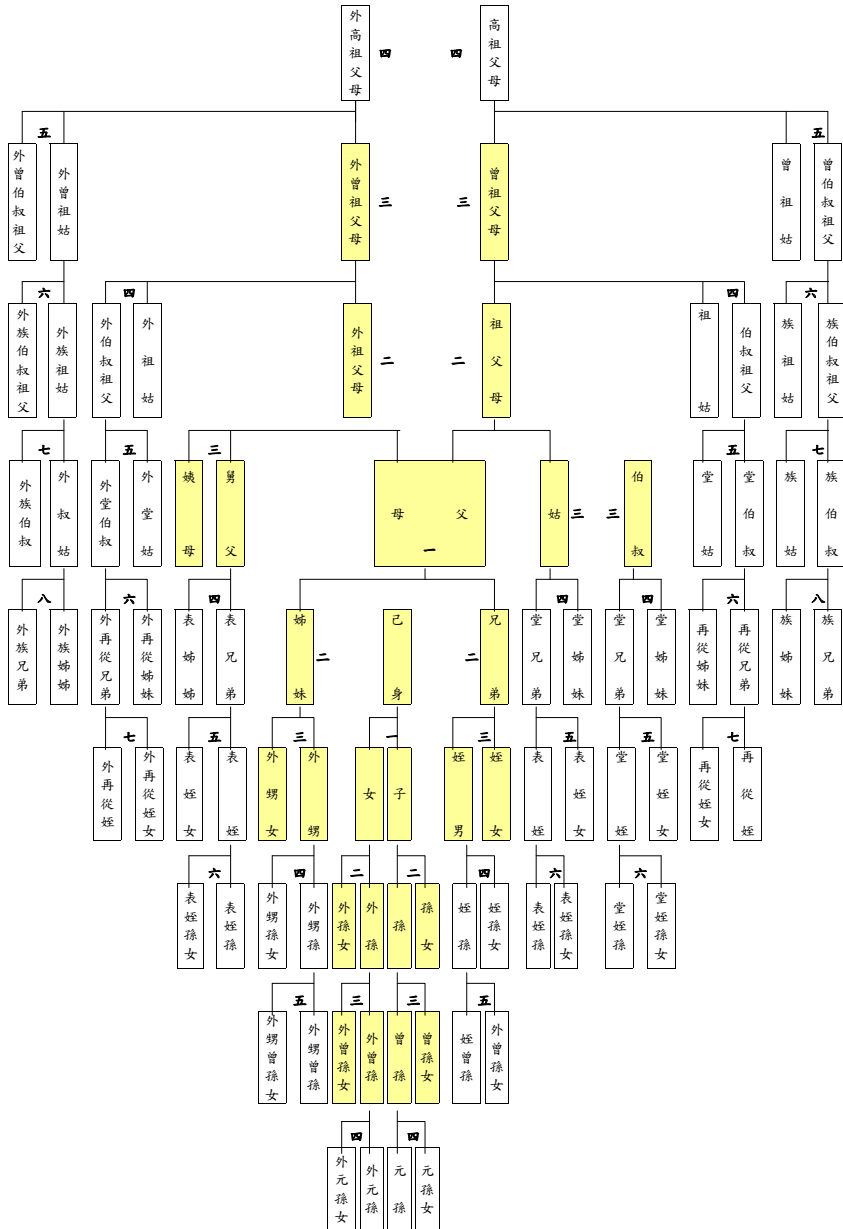 外高祖父母
四
四
高祖父母
五
五
外曾伯叔祖父
外曾祖姑
外曾祖父母
三
三
曾祖父母
曾祖姑
曾伯叔祖父
六
四
四
六
外族伯叔祖父
外族祖姑
外伯叔祖父
外祖姑
外祖父母
二
二
祖父母
祖姑
伯叔祖父
族祖姑
族伯叔祖父
七
五
三
五
七
外族伯叔
外叔姑
外堂伯叔
外堂姑
姨母
舅父
母
父
一
姑
三
三
伯叔
堂姑
堂伯叔
族姑
族伯叔
八
六
四
四
四
六
八
外族兄弟
外族姊姊
外再從兄弟
外再從姊妹
表姊姊
表兄弟
姊妹
二
己身
二
兄弟
堂兄弟
堂姊妹
堂兄弟
堂姊妹
再從姊妹
再從兄弟
族姊妹
族兄弟
七
五
三
一
三
五
五
七
外再從姪
外再從姪女
表姪女
表姪
外甥女
外甥
女
子
姪男
姪女
表姪
表姪女
堂姪
堂姪女
再從姪女
再從姪
六
四
二
二
四
六
六
表姪孫女
表姪孫
外甥孫女
外甥孫
外孫女
外孫
孫
孫女
姪孫
姪孫女
表姪孫
表姪孫女
堂姪孫
堂姪孫女
五
三
三
五
外甥曾孫女
外甥曾孫
外曾孫女
外曾孫
曾孫
曾孫女
姪曾孫
外曾孫女
四
四
外元孫女
外元孫
元孫
元孫女